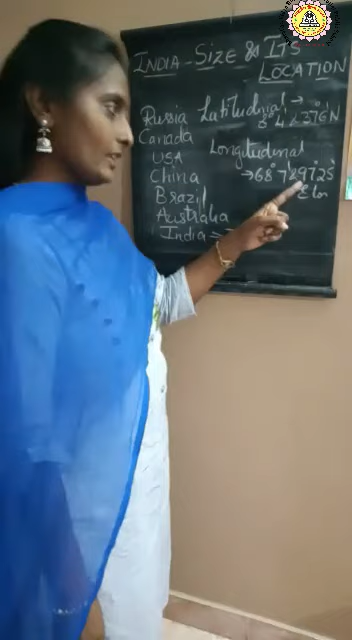 INDIA - SIZE & ITS
LOCATION
Russia
Canada
USA
China
Brazil
Australia
India →
Latitudinal →
8°4' & 37°6'N
Longitudinal
→ 68°7' & 97°25'
E lon